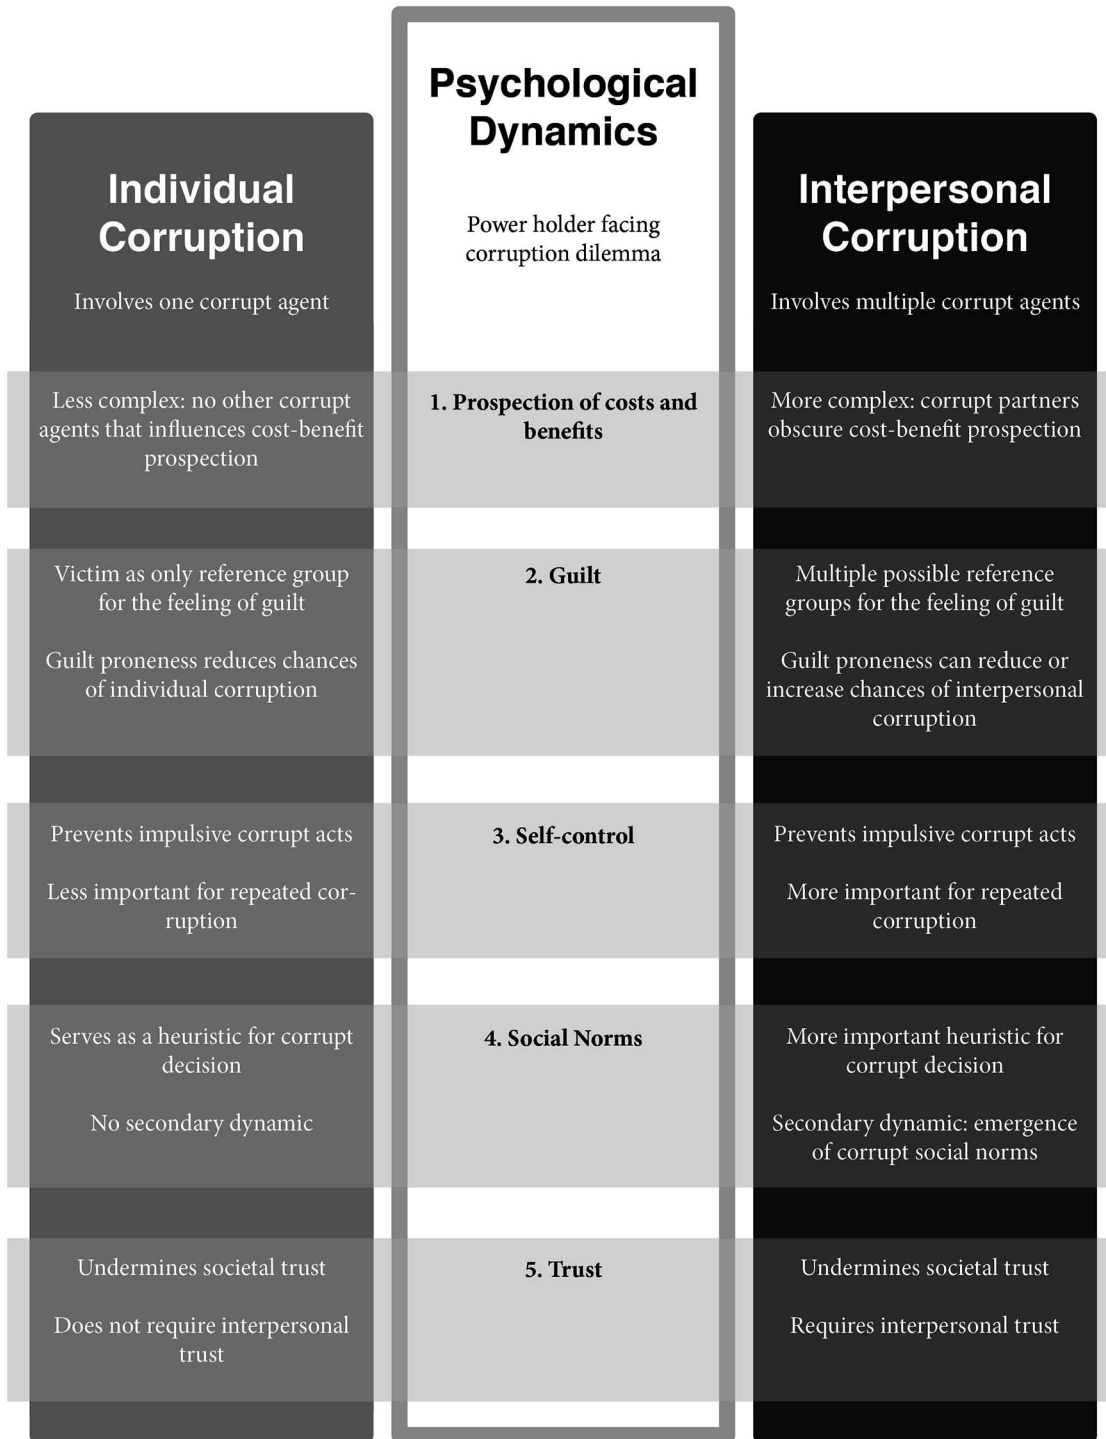 Psychological
Dynamics
Power holder facing
corruption dilemma
Individual
Corruption
Involves one corrupt agent
Interpersonal
Corruption
Involves multiple corrupt agents
Less complex: no other corrupt
agents that influences cost-benefit
prospection
1. Prospection of costs and
benefits
More complex: corrupt partners
obscure cost-benefit prospection
Victim as only reference group
for the feeling of guilt
Guilt proneness reduces chances
of individual corruption
2. Guilt
Multiple possible reference
groups for the feeling of guilt
Guilt proneness can reduce or
increase chances of interpersonal
corruption
Prevents impulsive corrupt acts
Less important for repeated cor-
ruption
3. Self-control
Prevents impulsive corrupt acts
More important for repeated
corruption
Serves as a heuristic for corrupt
decision
No secondary dynamic
4. Social Norms
More important heuristic for
corrupt decision
Secondary dynamic: emergence
of corrupt social norms
Undermines societal trust
Does not require interpersonal
trust
5. Trust
Undermines societal trust
Requires interpersonal trust